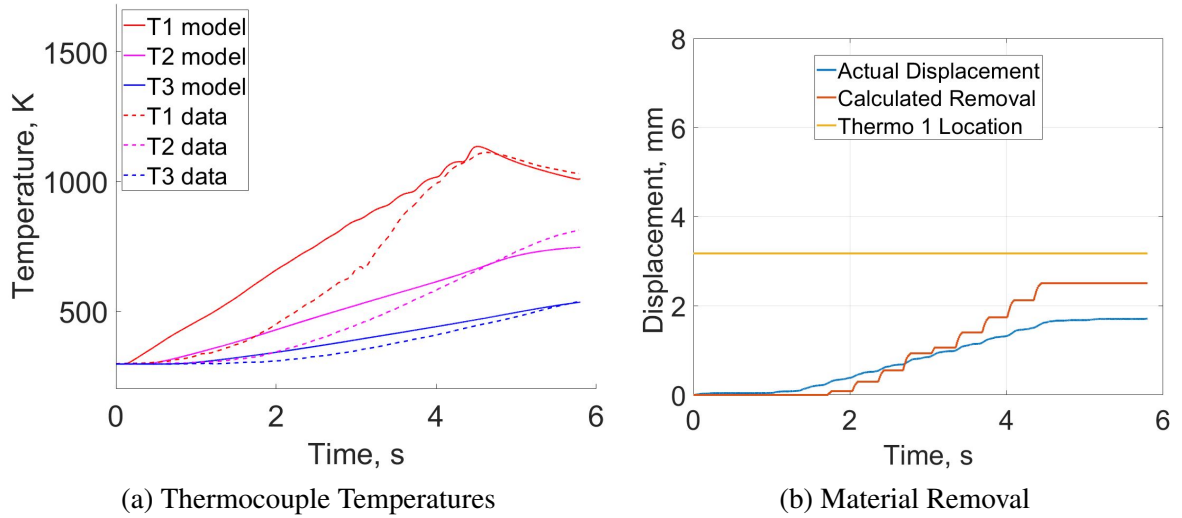 T1 model
T2 model
T3 model
T1 data
T2 data
T3 data
1500
1000
500
Temperature, K
0
2
4
6
Time, s
(a) Thermocouple Temperatures
Actual Displacement
Calculated Removal
Thermo 1 Location
8
6
4
2
0
Displacement, mm
0
2
4
6
Time, s
(b) Material Removal